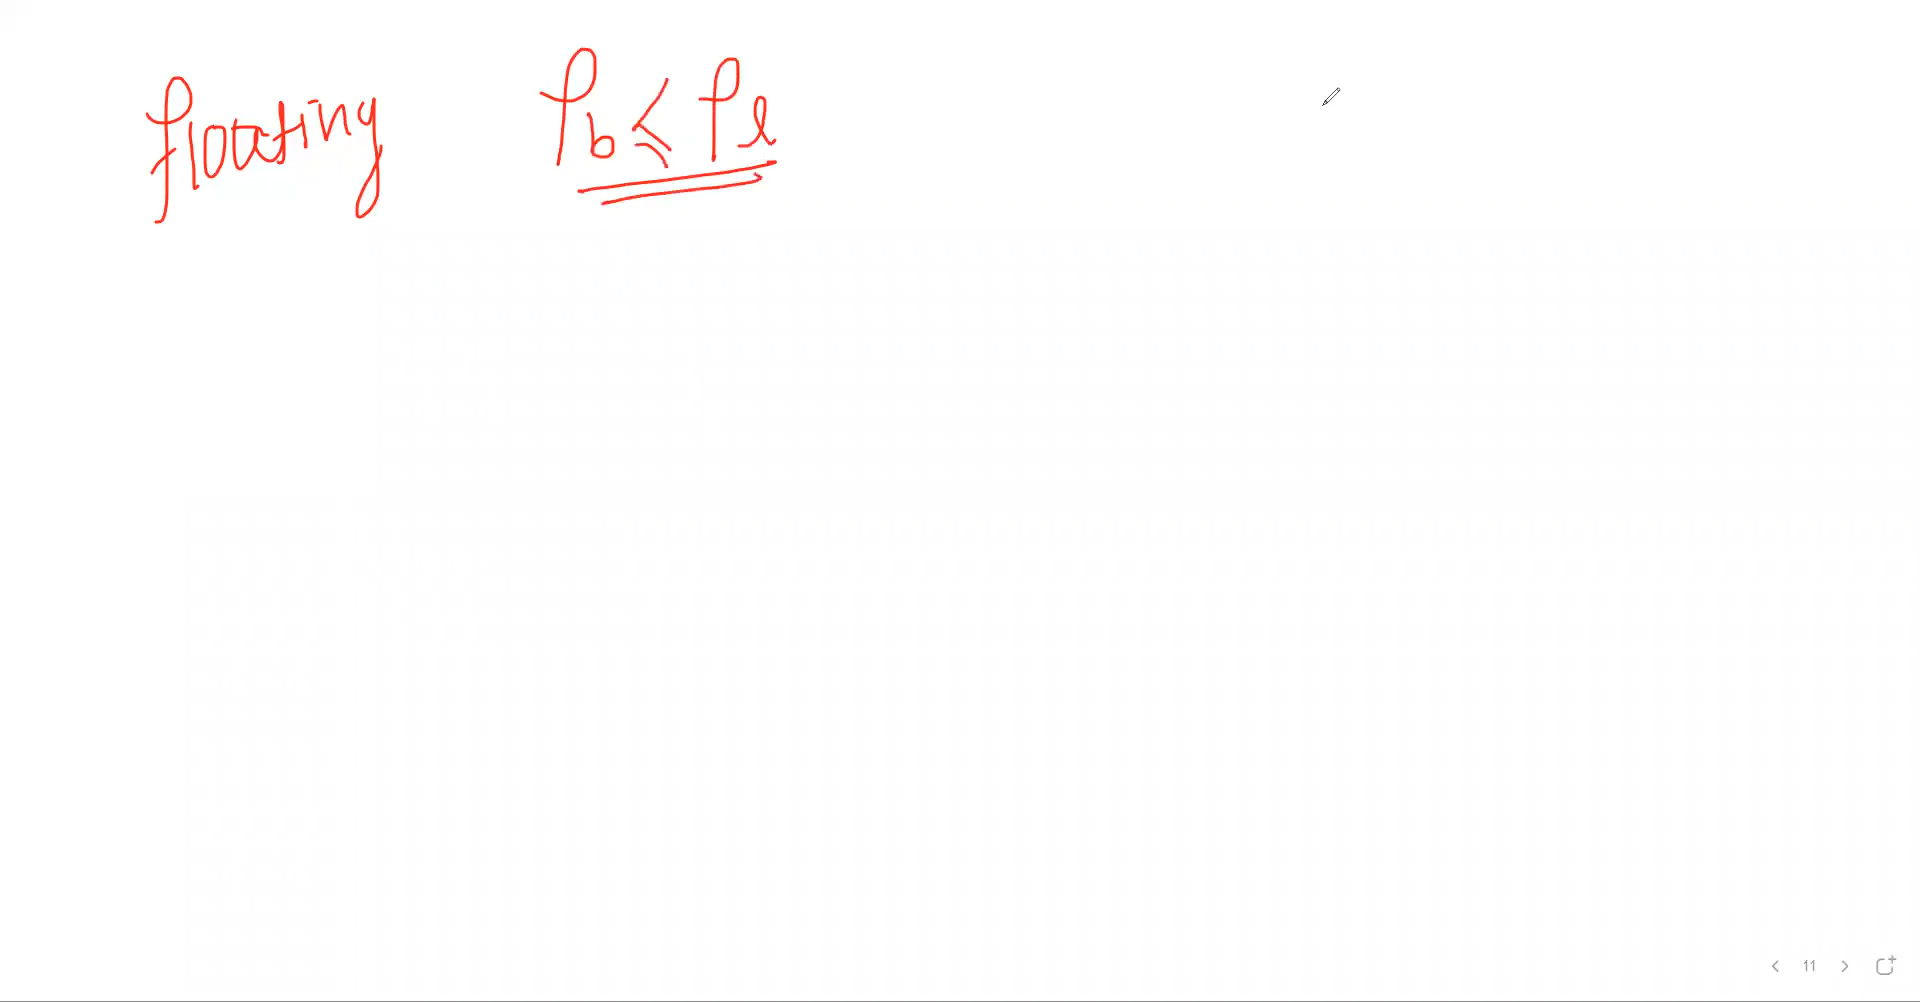 floating ρb ≤ ρl
11